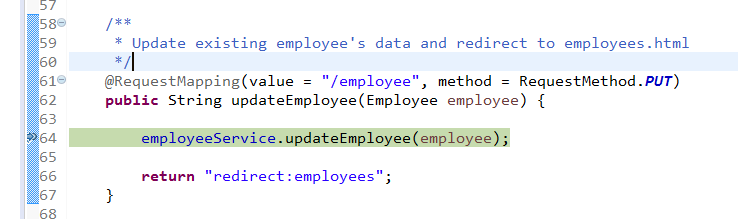 57
58 /**
59 * Update existing employee's data and redirect to employees.html
60 */
61 @RequestMapping(value = "/employee", method = RequestMethod.PUT)
62 public String updateEmployee(Employee employee) {
63
64 employeeService.updateEmployee(employee);
65
66 return "redirect:employees";
67 }
68